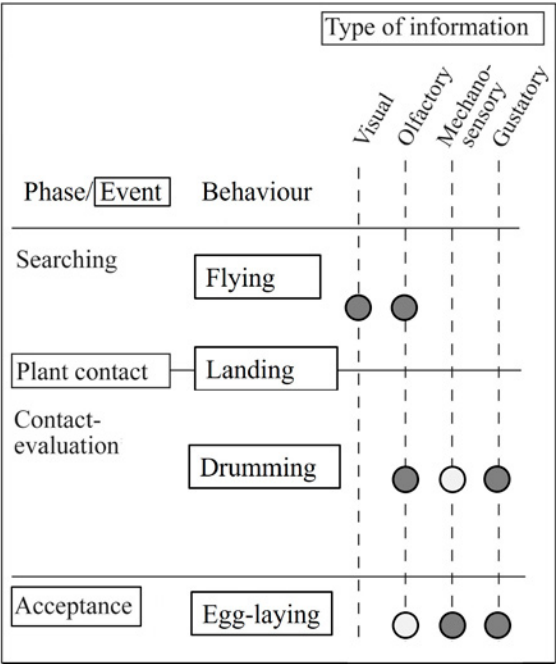 Type of information
Visual
Olfactory
Mechano-
sensory
Gustatory
Phase/Event Behaviour
Searching
Flying
Plant contact Landing
Contact-
evaluation
Drumming
Acceptance Egg-laying